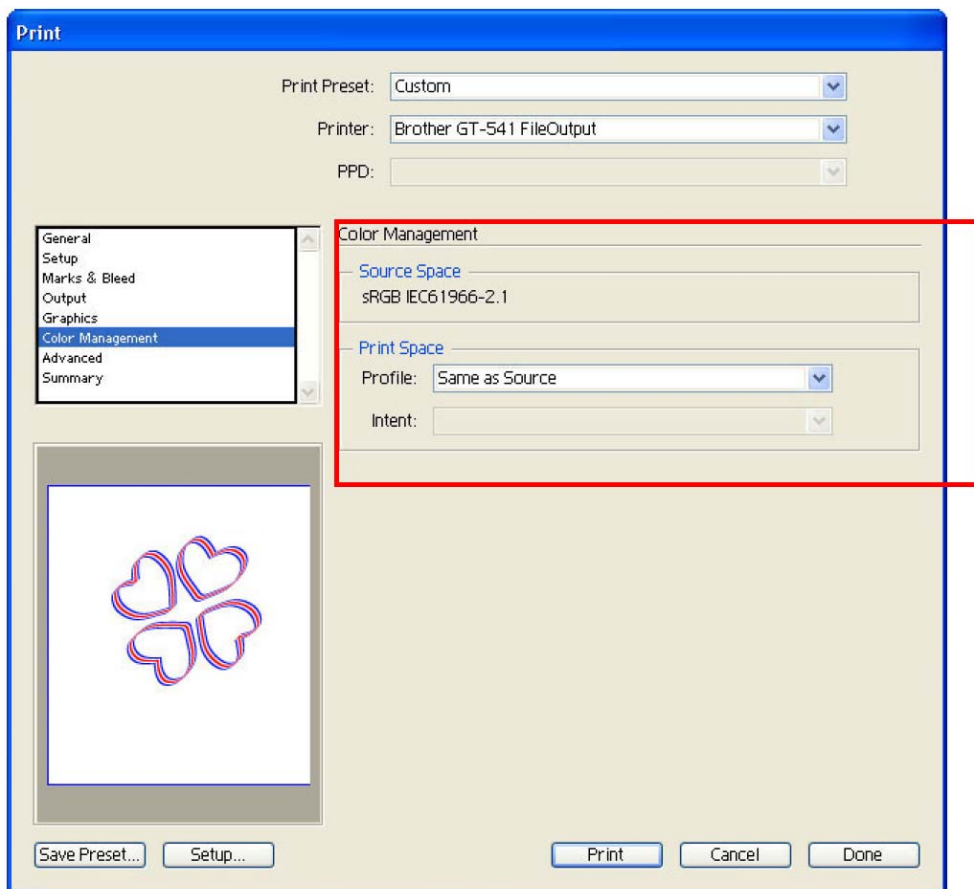 Print
Print Preset: Custom
Printer: Brother GT-541 FileOutput
PPD:
General
Setup
Marks & Bleed
Output
Graphics
Color Management
Advanced
Summary
Color Management
Source Space
sRGB IEC61966-2.1
Print Space
Profile: Same as Source
Intent:
Save Preset... Setup... Print Cancel Done